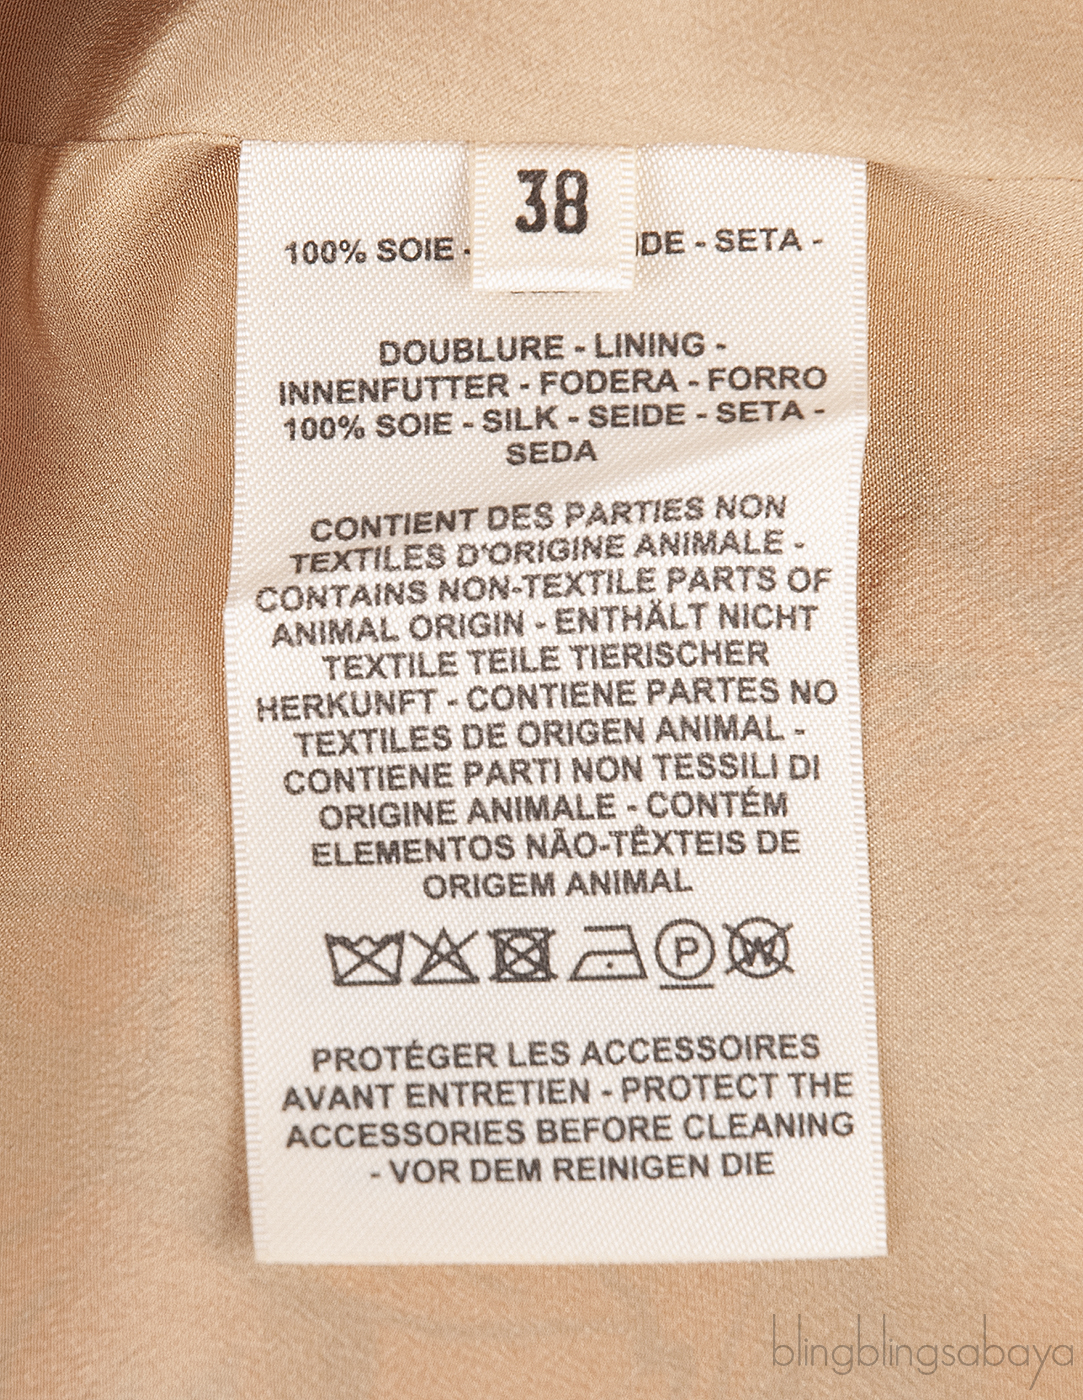 38
100% SOIE - DE - SETA -
DOUBLURE - LINING -
INNENFUTTER - FODERA - FORRO
100% SOIE - SILK - SEIDE - SETA -
SEDA
CONTIENT DES PARTIES NON
TEXTILES D'ORIGINE ANIMALE -
CONTAINS NON-TEXTILE PARTS OF
ANIMAL ORIGIN - ENTHÄLT NICHT
TEXTILE TEILE TIERISCHER
HERKUNFT - CONTIENE PARTES NO
TEXTILES DE ORIGEN ANIMAL -
CONTIENE PARTI NON TESSILI DI
ORIGINE ANIMALE - CONTÉM
ELEMENTOS NÃO-TÊXTEIS DE
ORIGEM ANIMAL
P W
PROTÉGER LES ACCESSOIRES
AVANT ENTRETIEN - PROTECT THE
ACCESSORIES BEFORE CLEANING
- VOR DEM REINIGEN DIE
blingblingsabaya